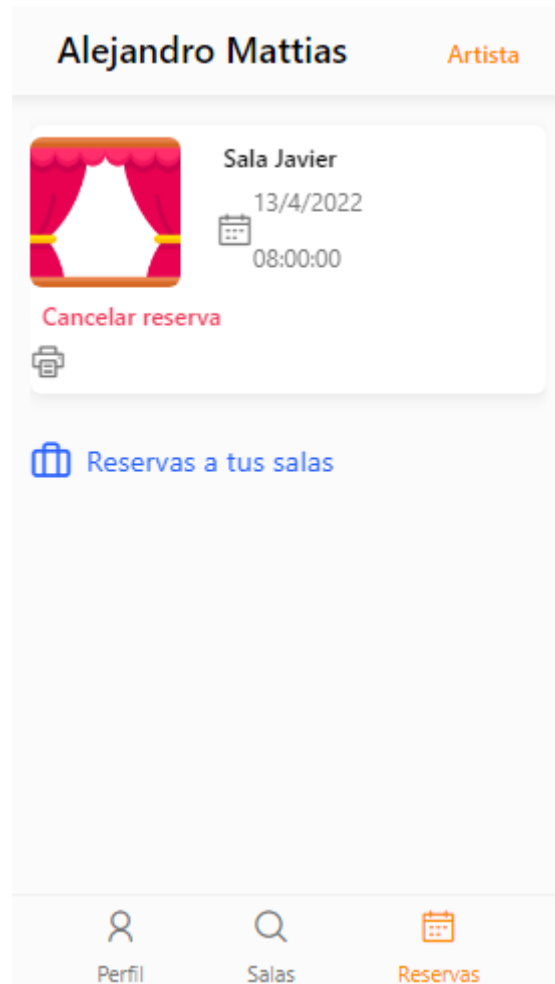 Alejandro Mattias Artista
Sala Javier
13/4/2022
08:00:00
Cancelar reserva
Reservas a tus salas
Perfil Salas Reservas